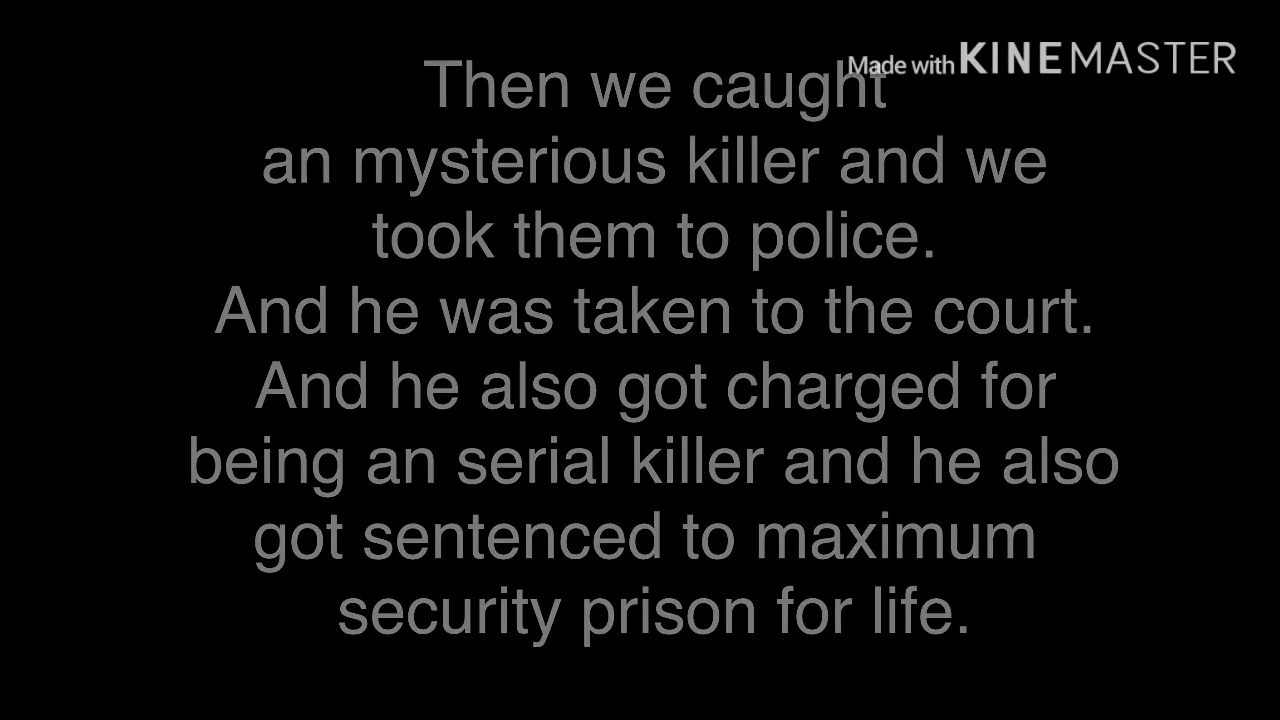 Made with KINEMASTER
Then we caught
an mysterious killer and we
took them to police.
And he was taken to the court.
And he also got charged for
being an serial killer and he also
got sentenced to maximum
security prison for life.